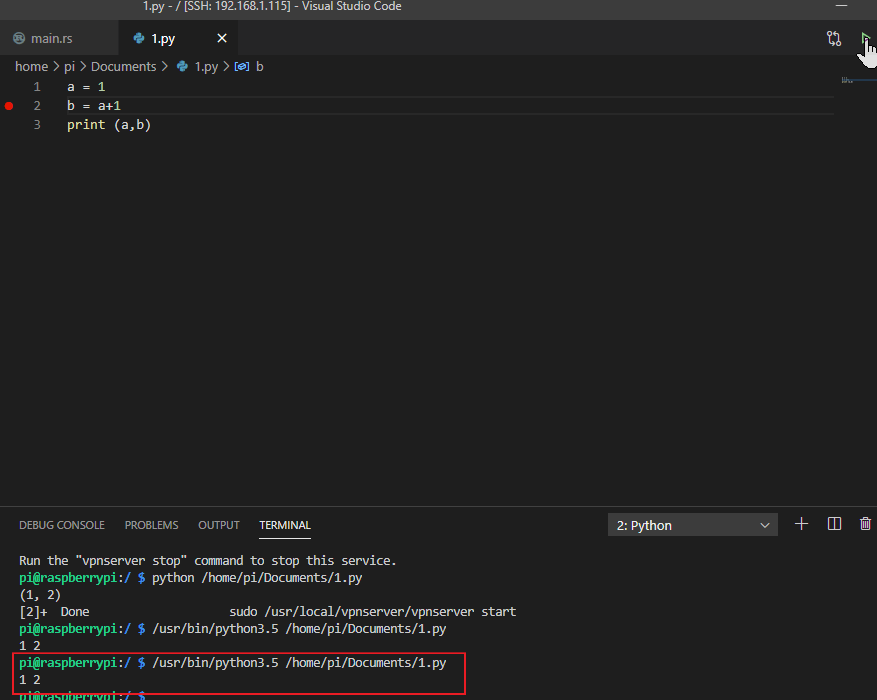 1.py - / [SSH: 192.168.1.115] - Visual Studio Code
main.rs
1.py
home > pi > Documents > 1.py > b
1 a = 1
2 b = a+1
3 print (a,b)
DEBUG CONSOLE PROBLEMS OUTPUT TERMINAL 2: Python
Run the "vpnserver stop" command to stop this service.
pi@raspberrypi:/ $ python /home/pi/Documents/1.py
(1, 2)
[2]+  Done                    sudo /usr/local/vpnserver/vpnserver start
pi@raspberrypi:/ $ /usr/bin/python3.5 /home/pi/Documents/1.py
1 2
pi@raspberrypi:/ $ /usr/bin/python3.5 /home/pi/Documents/1.py
1 2
pi@raspberrypi:/ $